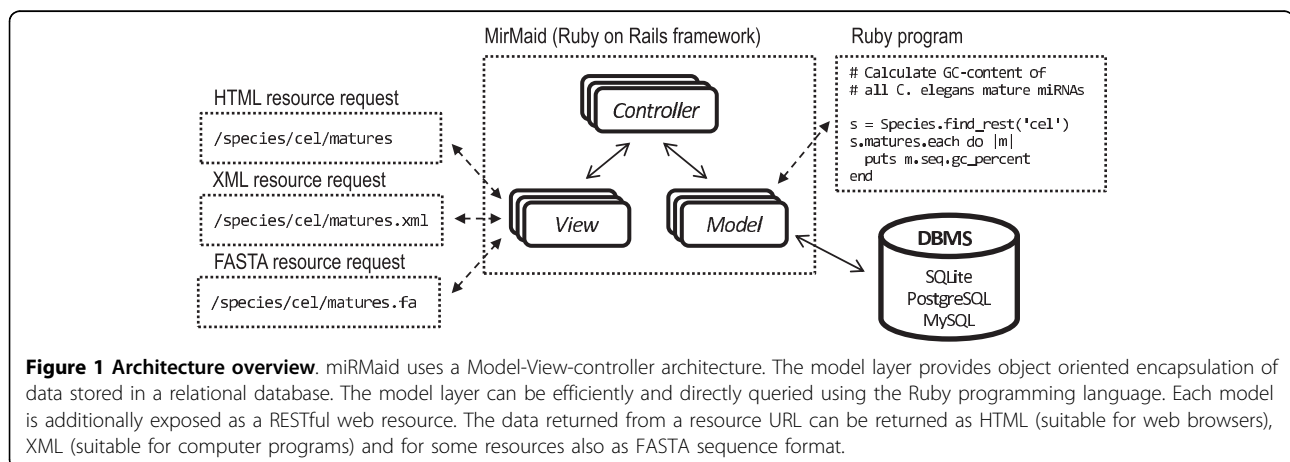 MirMaid (Ruby on Rails framework)
Ruby program
HTML resource request
/species/cel/matures
XML resource request
/species/cel/matures.xml
FASTA resource request
/species/cel/matures.fa
Controller
View
Model
# Calculate GC-content of
# all C. elegans mature miRNAs
s = Species.find_rest('cel')
s.matures.each do |m|
puts m.seq.gc_percent
end
DBMS
SQLite
PostgreSQL
MySQL
Figure 1 Architecture overview. miRMaid uses a Model-View-controller architecture. The model layer provides object oriented encapsulation of
data stored in a relational database. The model layer can be efficiently and directly queried using the Ruby programming language. Each model
is additionally exposed as a RESTful web resource. The data returned from a resource URL can be returned as HTML (suitable for web browsers),
XML (suitable for computer programs) and for some resources also as FASTA sequence format.